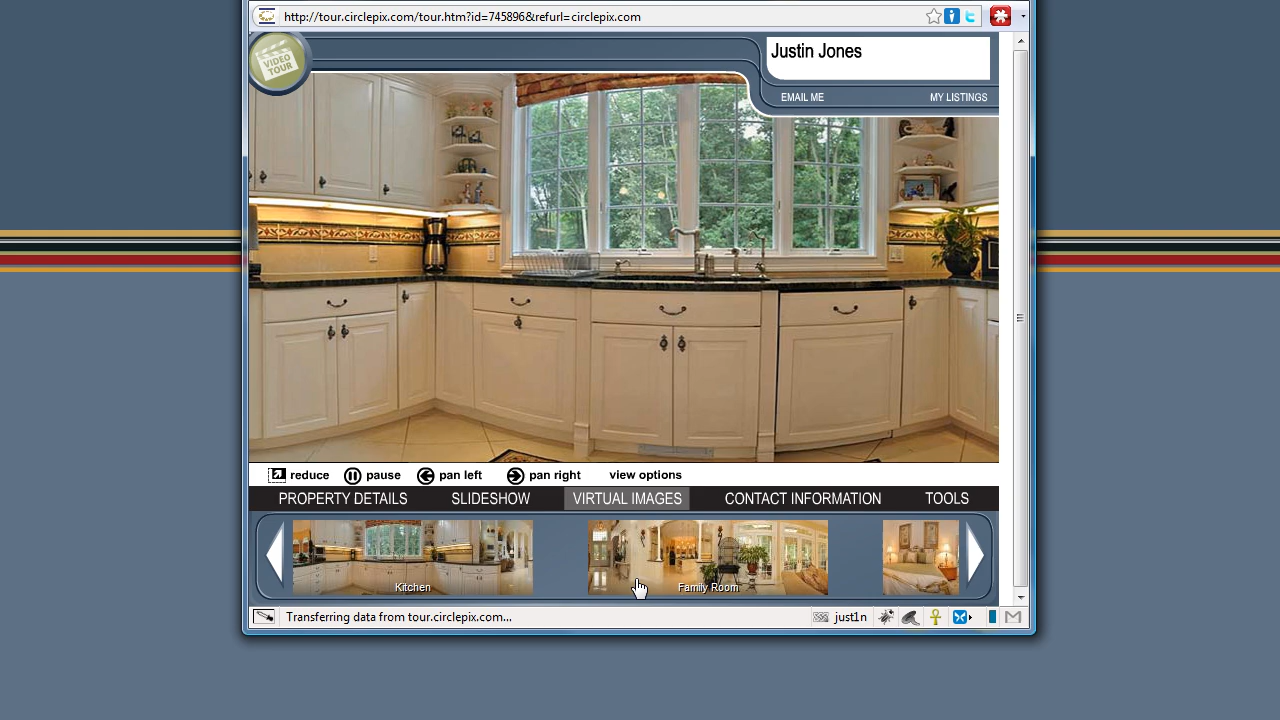 http://tour.circlepix.com/tour.htm?id=745896&refurl=circlepix.com
VIDEO
TOUR
Justin Jones
EMAIL ME
MY LISTINGS
reduce
pause
pan left
pan right
view options
PROPERTY DETAILS
SLIDESHOW
VIRTUAL IMAGES
CONTACT INFORMATION
TOOLS
Kitchen
Family Room
Transferring data from tour.circlepix.com...
just1n